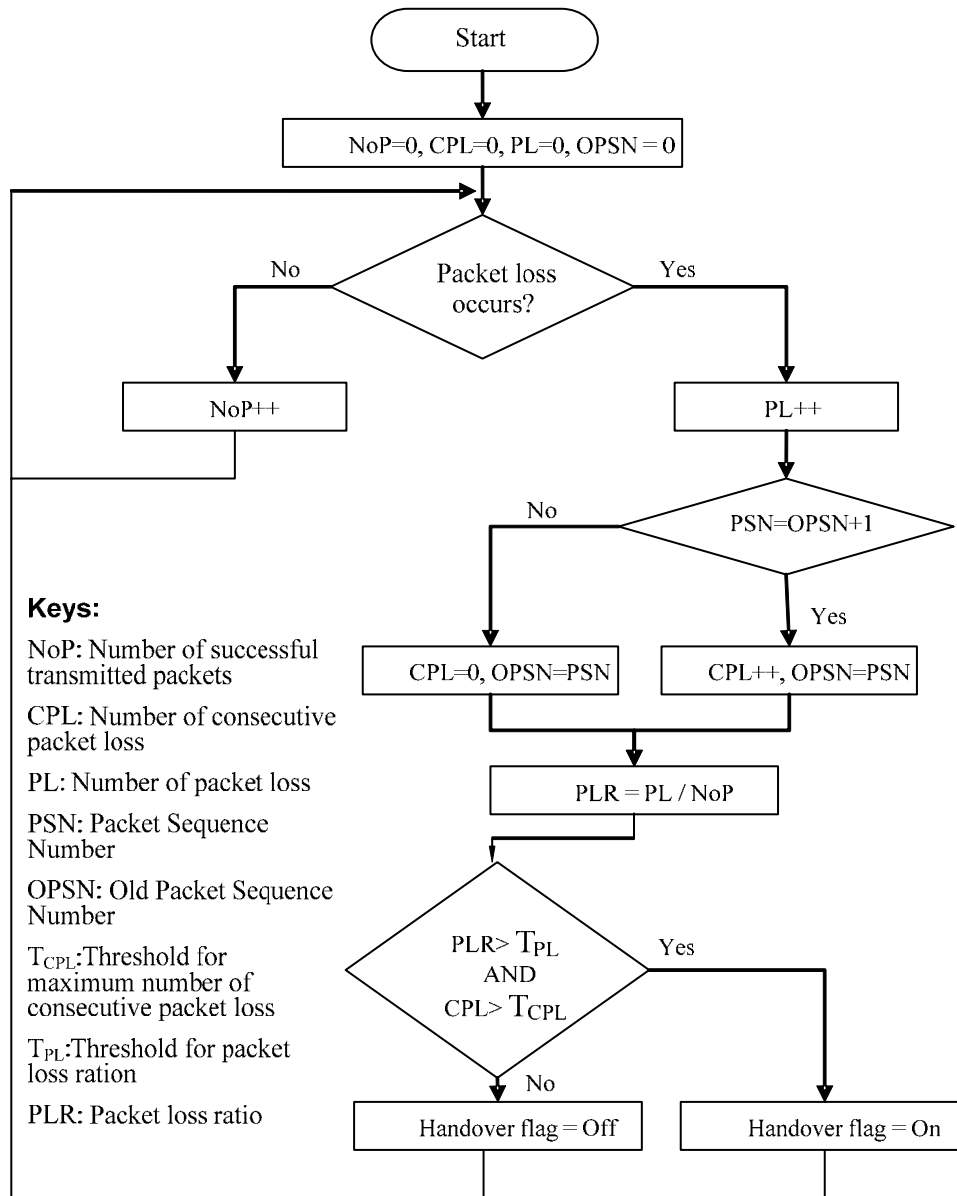 Start
NoP=0, CPL=0, PL=0, OPSN = 0
No
Packet loss
occurs?
Yes
NoP++
PL++
No
PSN=OPSN+1
Yes
CPL=0, OPSN=PSN
CPL++, OPSN=PSN
PLR = PL / NoP
PLR> TPL
AND
CPL> TCPL
Yes
No
Handover flag = Off
Handover flag = On
Keys:
NoP: Number of successful
transmitted packets
CPL: Number of consecutive
packet loss
PL: Number of packet loss
PSN: Packet Sequence
Number
OPSN: Old Packet Sequence
Number
TCPL:Threshold for
maximum number of
consecutive packet loss
TPL:Threshold for packet
loss ration
PLR: Packet loss ratio